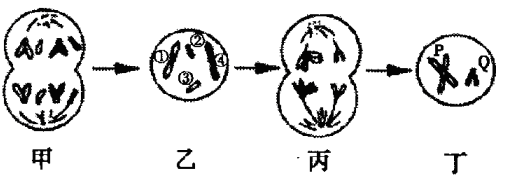 ① ② ③ ④ P Q
甲 乙 丙 丁